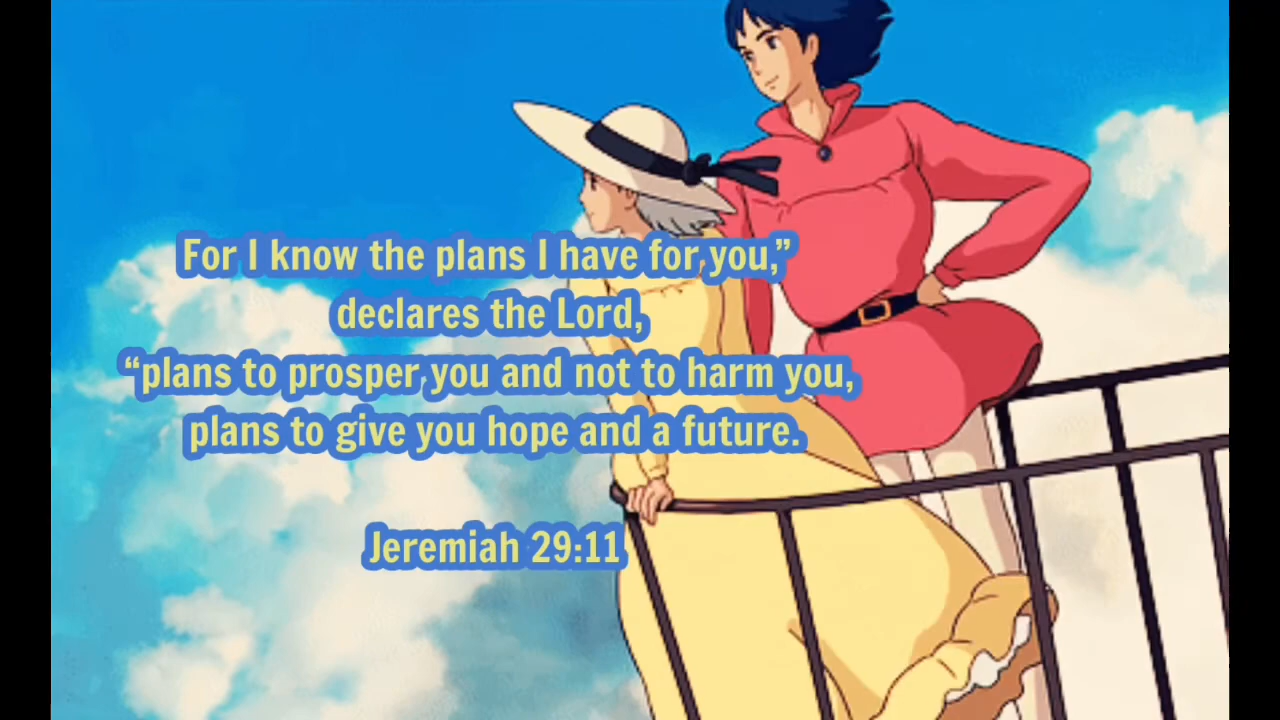 For I know the plans I have for you,”
declares the Lord,
“plans to prosper you and not to harm you,
plans to give you hope and a future.
Jeremiah 29:11